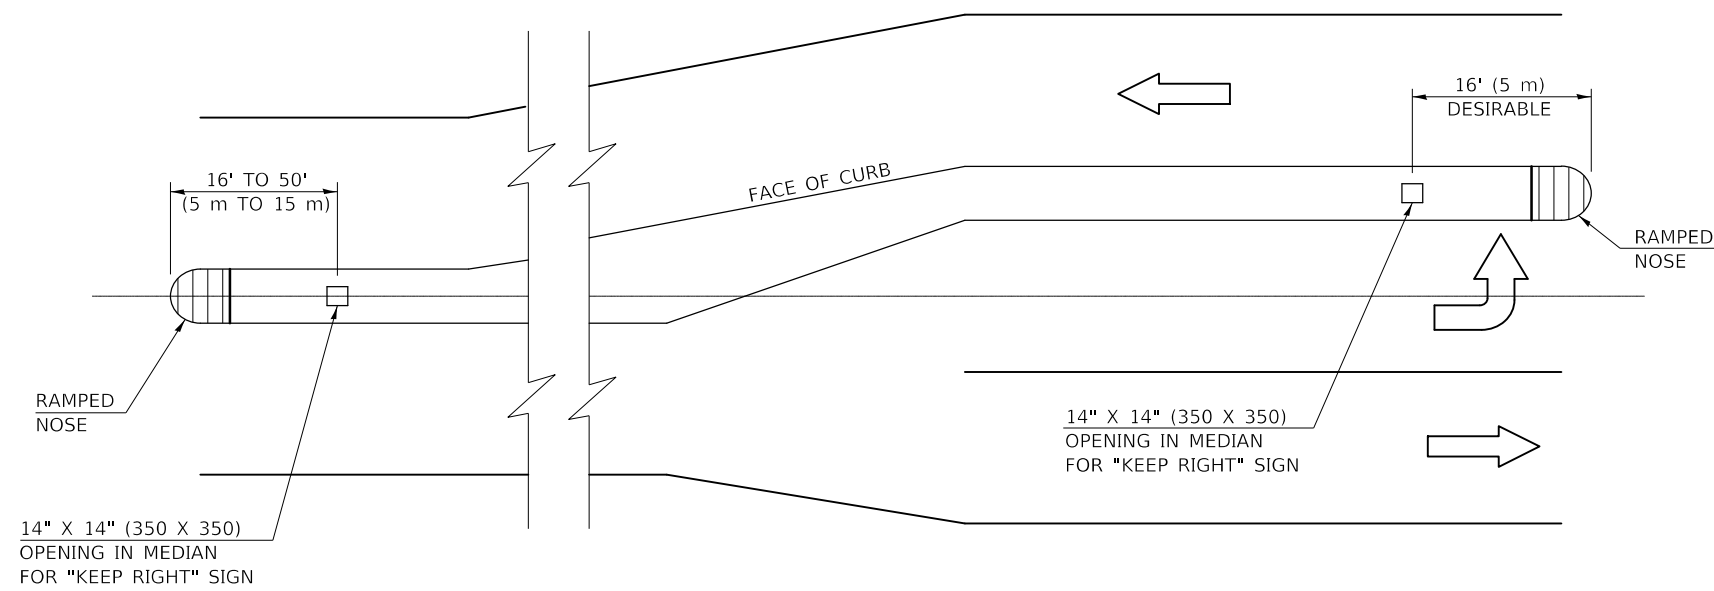 16' (5 m)
DESIRABLE
FACE OF CURB
16' TO 50'
(5 m TO 15 m)
RAMPED
NOSE
RAMPED
NOSE
14" X 14" (350 X 350)
OPENING IN MEDIAN
FOR "KEEP RIGHT" SIGN
14" X 14" (350 X 350)
OPENING IN MEDIAN
FOR "KEEP RIGHT" SIGN